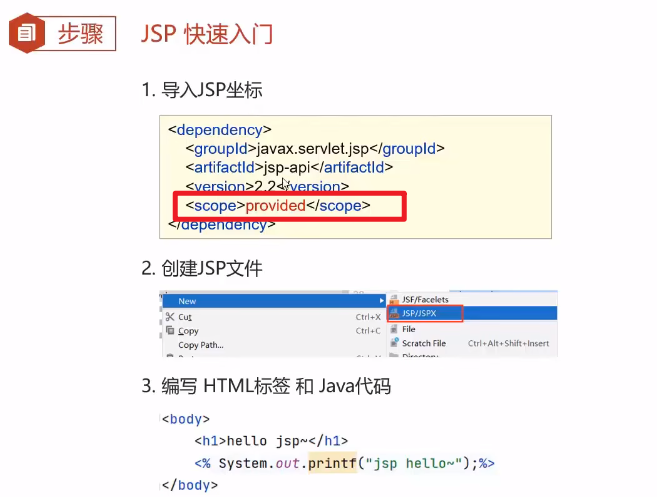 步骤
JSP 快速入门
1. 导入JSP坐标
<dependency>
<groupId>javax.servlet.jsp</groupId>
<artifactId>jsp-api</artifactId>
<version>2.2</version>
<scope>provided</scope>
</dependency>
2. 创建JSP文件
New
JSF/Facelets
JSP/JSPX
Cut Ctrl+X
File
Copy Ctrl+C
Scratch File Ctrl+Alt+Shift+Insert
Copy Path...
Directory
3. 编写 HTML标签 和 Java代码
<body>
<h1>hello jsp~</h1>
<% System.out.printf("jsp hello~");%>
</body>